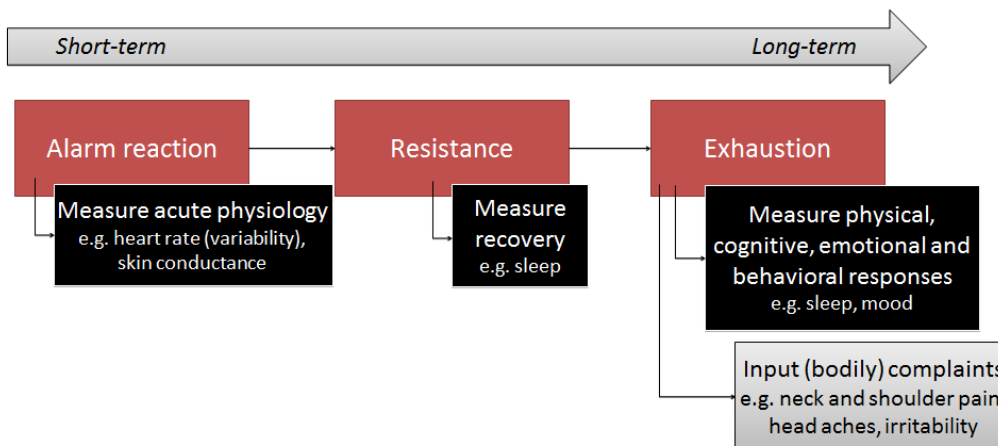 Short-term
Long-term
Alarm reaction
Resistance
Exhaustion
Measure acute physiology
e.g. heart rate (variability),
skin conductance
Measure
recovery
e.g. sleep
Measure physical,
cognitive, emotional and
behavioral responses
e.g. sleep, mood
Input (bodily) complaints
e.g. neck and shoulder pain
head aches, irritability